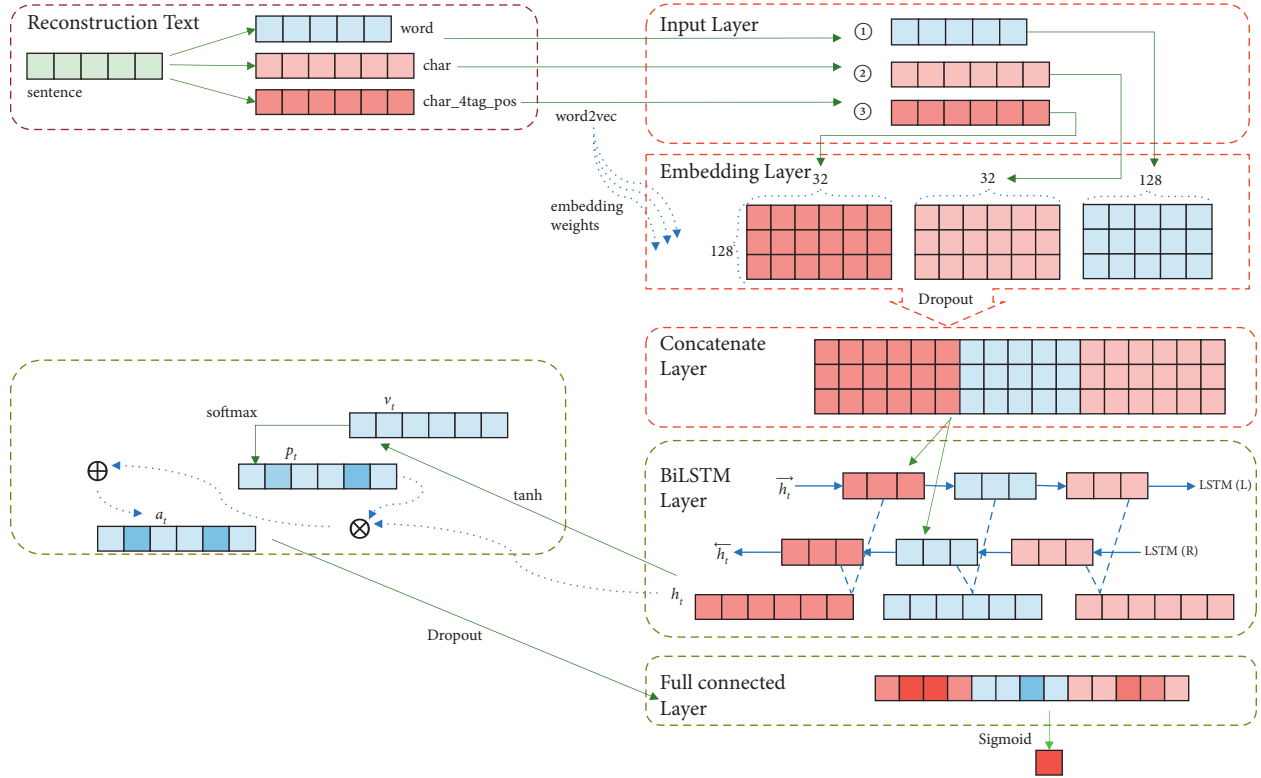 Reconstruction Text
word
char
char_4tag_pos
sentence
Input Layer
①
②
③
word2vec
embedding
weights
Embedding Layer
32
32
128
128
Dropout
Concatenate
Layer
softmax
v_t
p_t
a_t
⊕
⊗
tanh
BiLSTM
Layer
→h_t
LSTM (L)
←h_t
LSTM (R)
h_t
Dropout
Full connected
Layer
Sigmoid